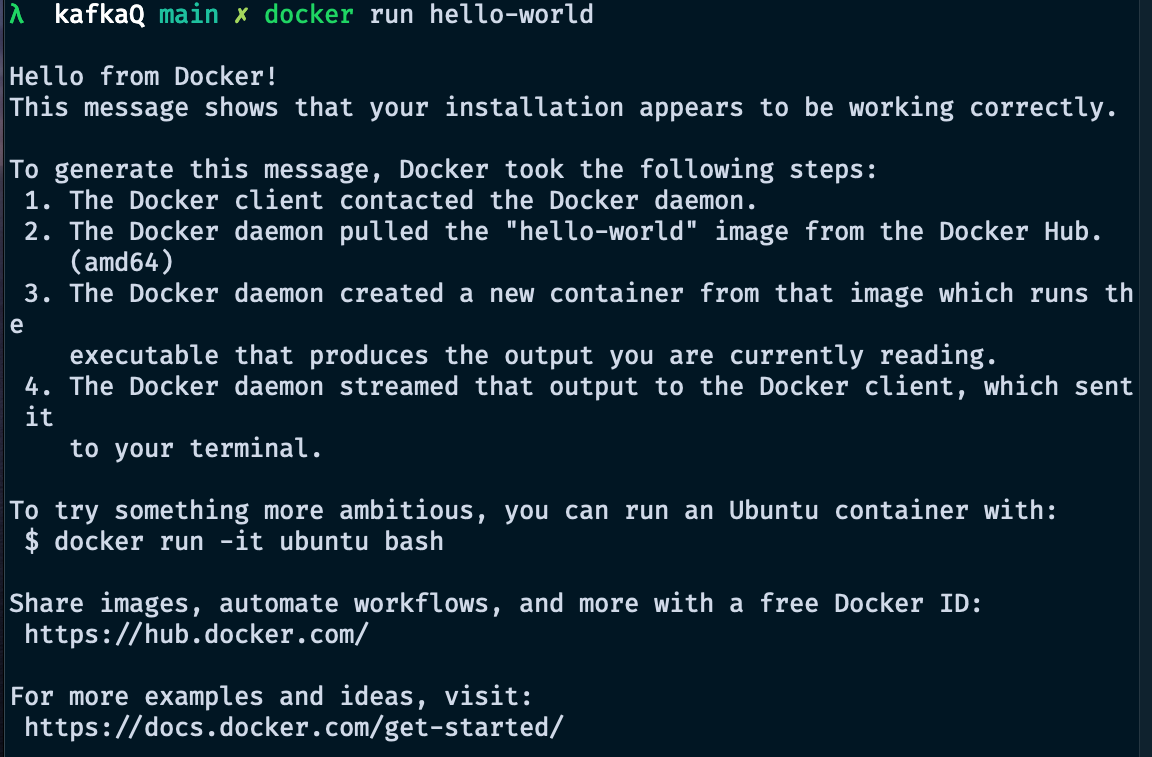 λ  kafkaQ main ✗ docker run hello-world

Hello from Docker!
This message shows that your installation appears to be working correctly.

To generate this message, Docker took the following steps:
 1. The Docker client contacted the Docker daemon.
 2. The Docker daemon pulled the "hello-world" image from the Docker Hub.
    (amd64)
 3. The Docker daemon created a new container from that image which runs th
e
    executable that produces the output you are currently reading.
 4. The Docker daemon streamed that output to the Docker client, which sent
 it
    to your terminal.

To try something more ambitious, you can run an Ubuntu container with:
 $ docker run -it ubuntu bash

Share images, automate workflows, and more with a free Docker ID:
 https://hub.docker.com/

For more examples and ideas, visit:
 https://docs.docker.com/get-started/